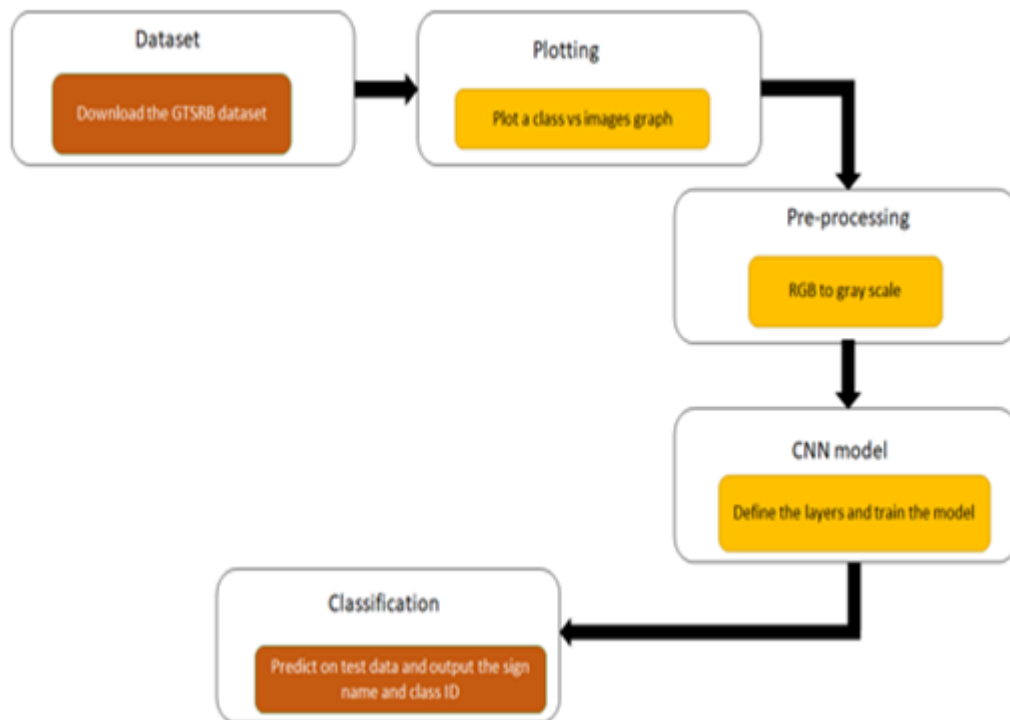 Dataset
Download the GTSRB dataset
Plotting
Plot a class vs images graph
Pre-processing
RGB to gray scale
CNN model
Define the layers and train the model
Classification
Predict on test data and output the sign
name and class ID